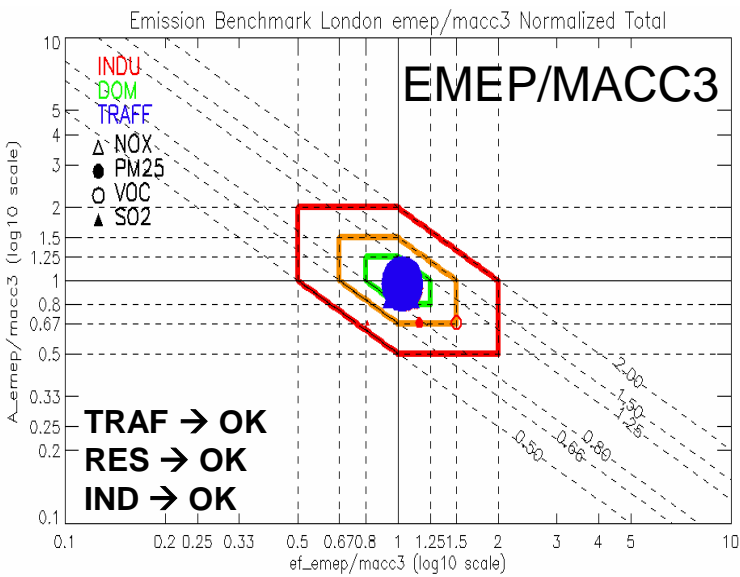 Emission Benchmark London emep/macc3 Normalized Total
EMEP/MACC3
INDU
DOM
TRAFF
△ NOX
● PM25
○ VOC
▲ SO2
A_emep/macc3 (log10 scale)
10
5
4
3
2
1.5
1.25
1
0.8
0.67
0.5
0.33
0.25
0.2
0.1
2.00
1.50
1.25
0.80
0.66
0.50
TRAF → OK
RES → OK
IND → OK
0.1 0.2 0.25 0.33 0.5 0.67 0.8 1 1.25 1.5 2 3 4 5 10
ef_emep/macc3 (log10 scale)